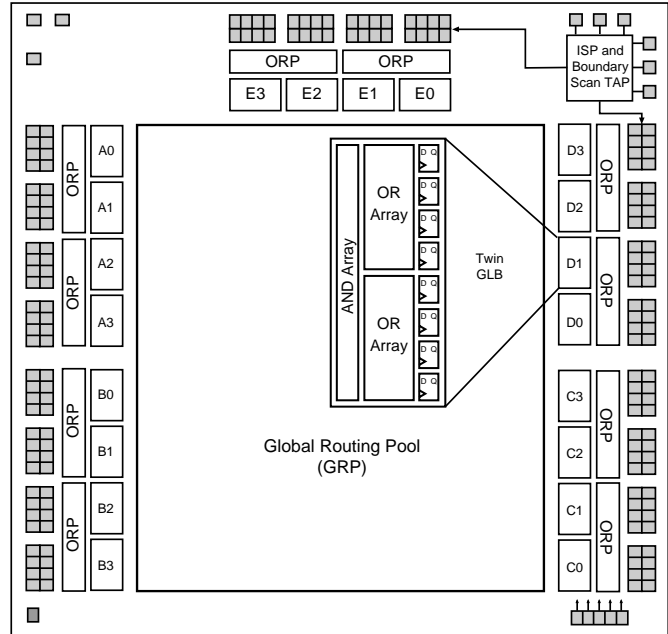 ISP and
Boundary
Scan TAP
ORP ORP
E3 E2 E1 E0
ORP
A0
A1
ORP
A2
A3
ORP
B0
B1
ORP
B2
B3
AND Array
OR
Array
OR
Array
D Q
D Q
D Q
D Q
D Q
D Q
D Q
D Q
Twin
GLB
Global Routing Pool
(GRP)
D3
D2
ORP
D1
D0
ORP
C3
C2
ORP
C1
C0
ORP